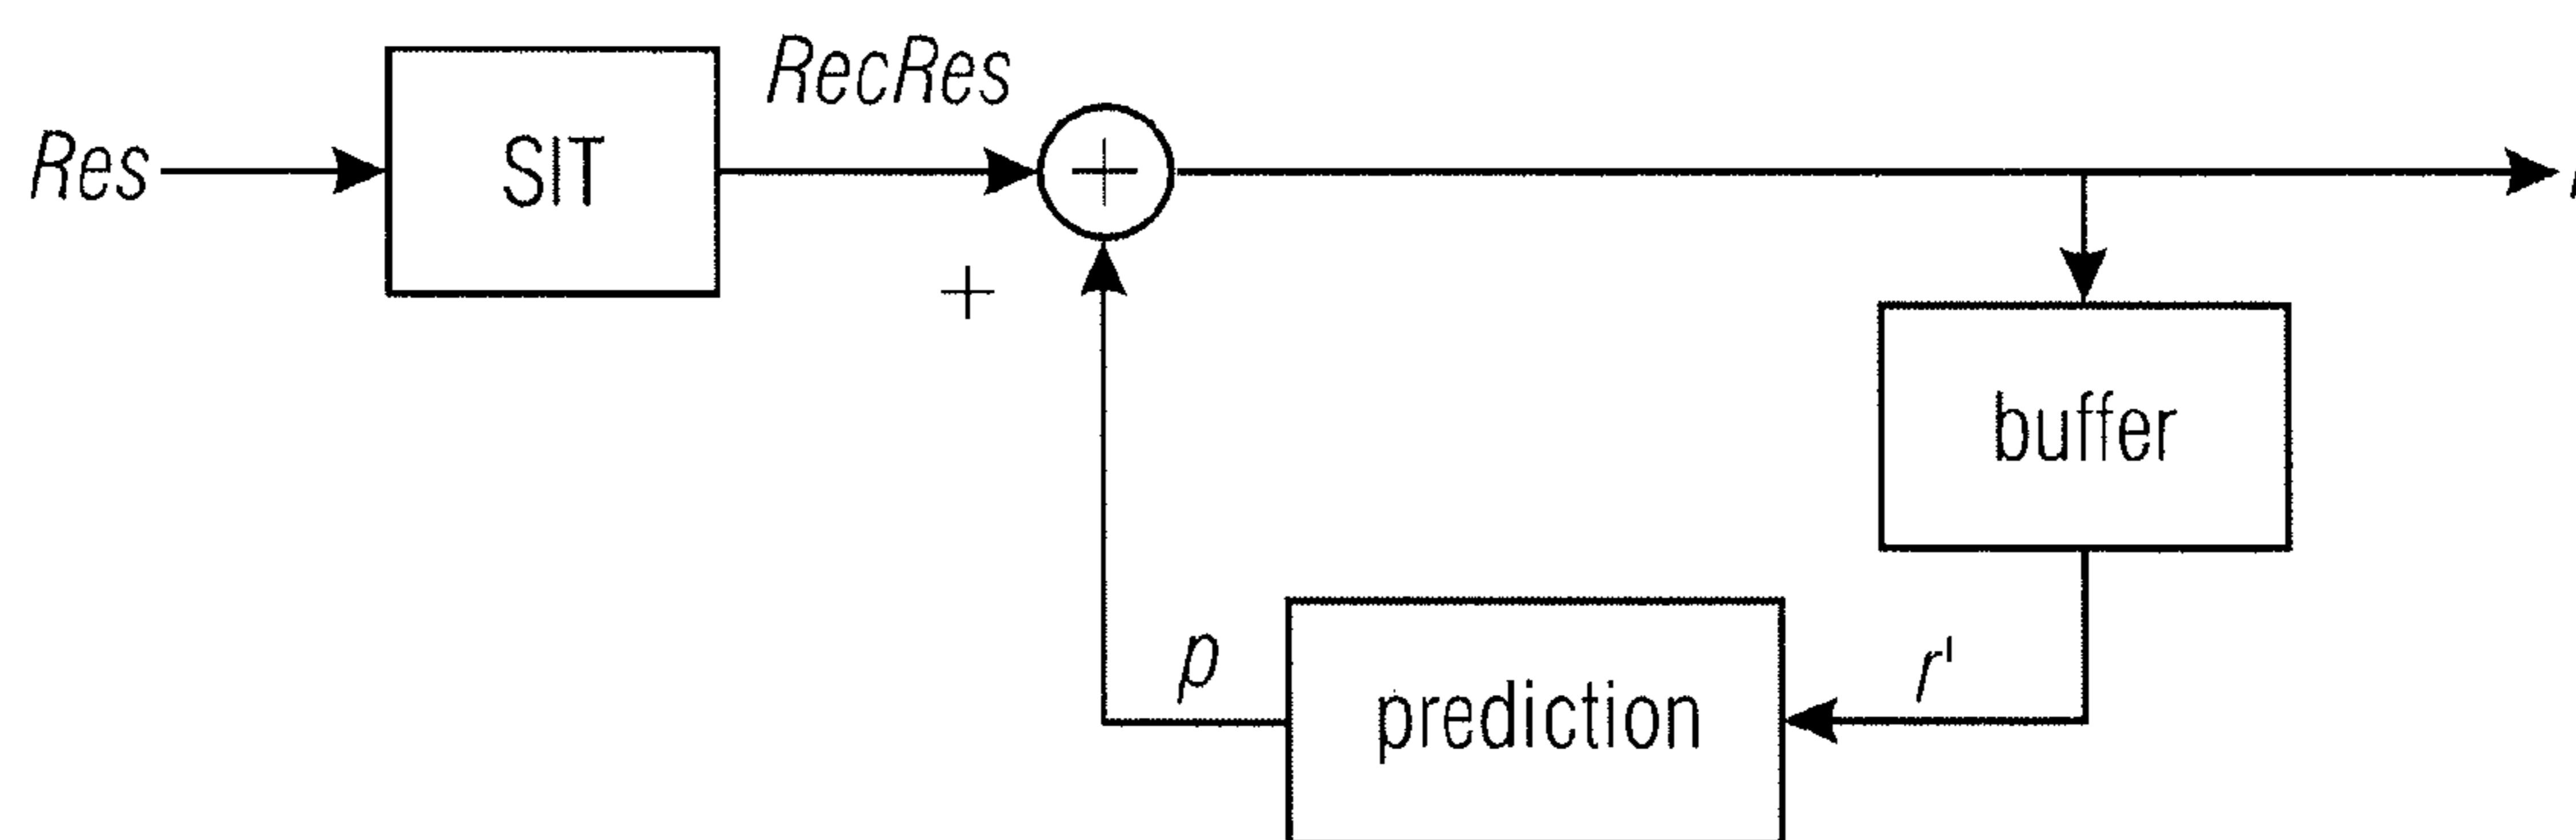 RecRes
Res
SIT
+
+
buffer
p
prediction
r'